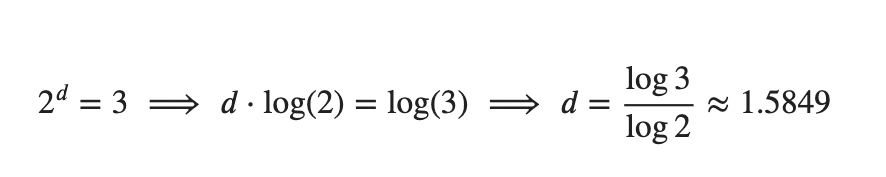 2^d = 3 ⟹ d · log(2) = log(3) ⟹ d = log 3 / log 2 ≈ 1.5849